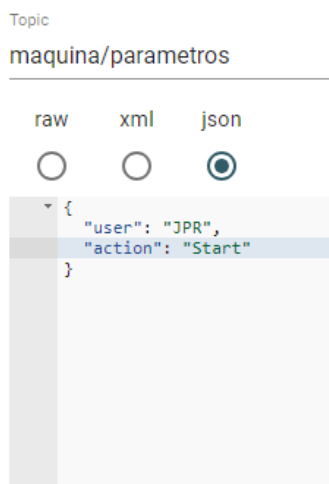 Topic
maquina/parametros
raw xml json
{
"user": "JPR",
"action": "Start"
}